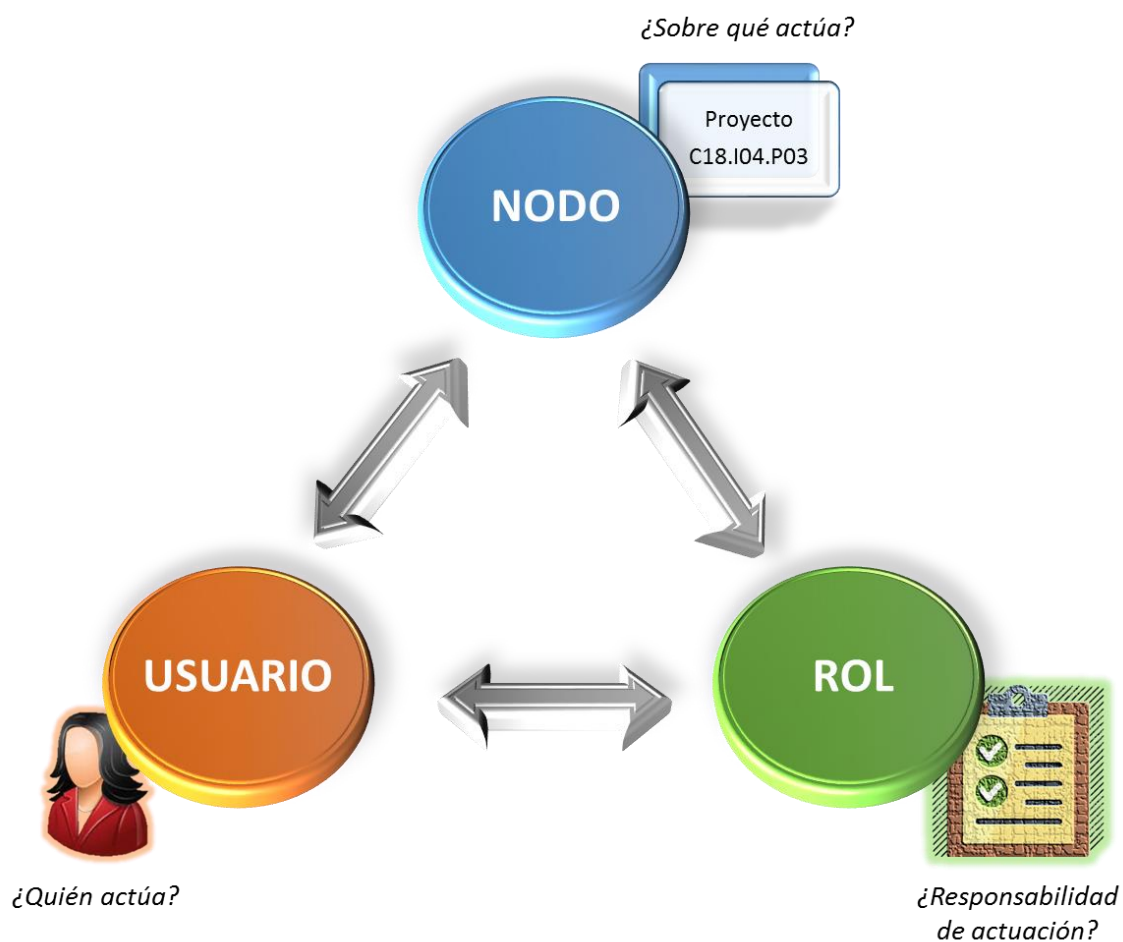 ¿Sobre qué actúa?
Proyecto
C18.I04.P03
NODO
USUARIO
ROL
¿Quién actúa?
¿Responsabilidad
de actuación?